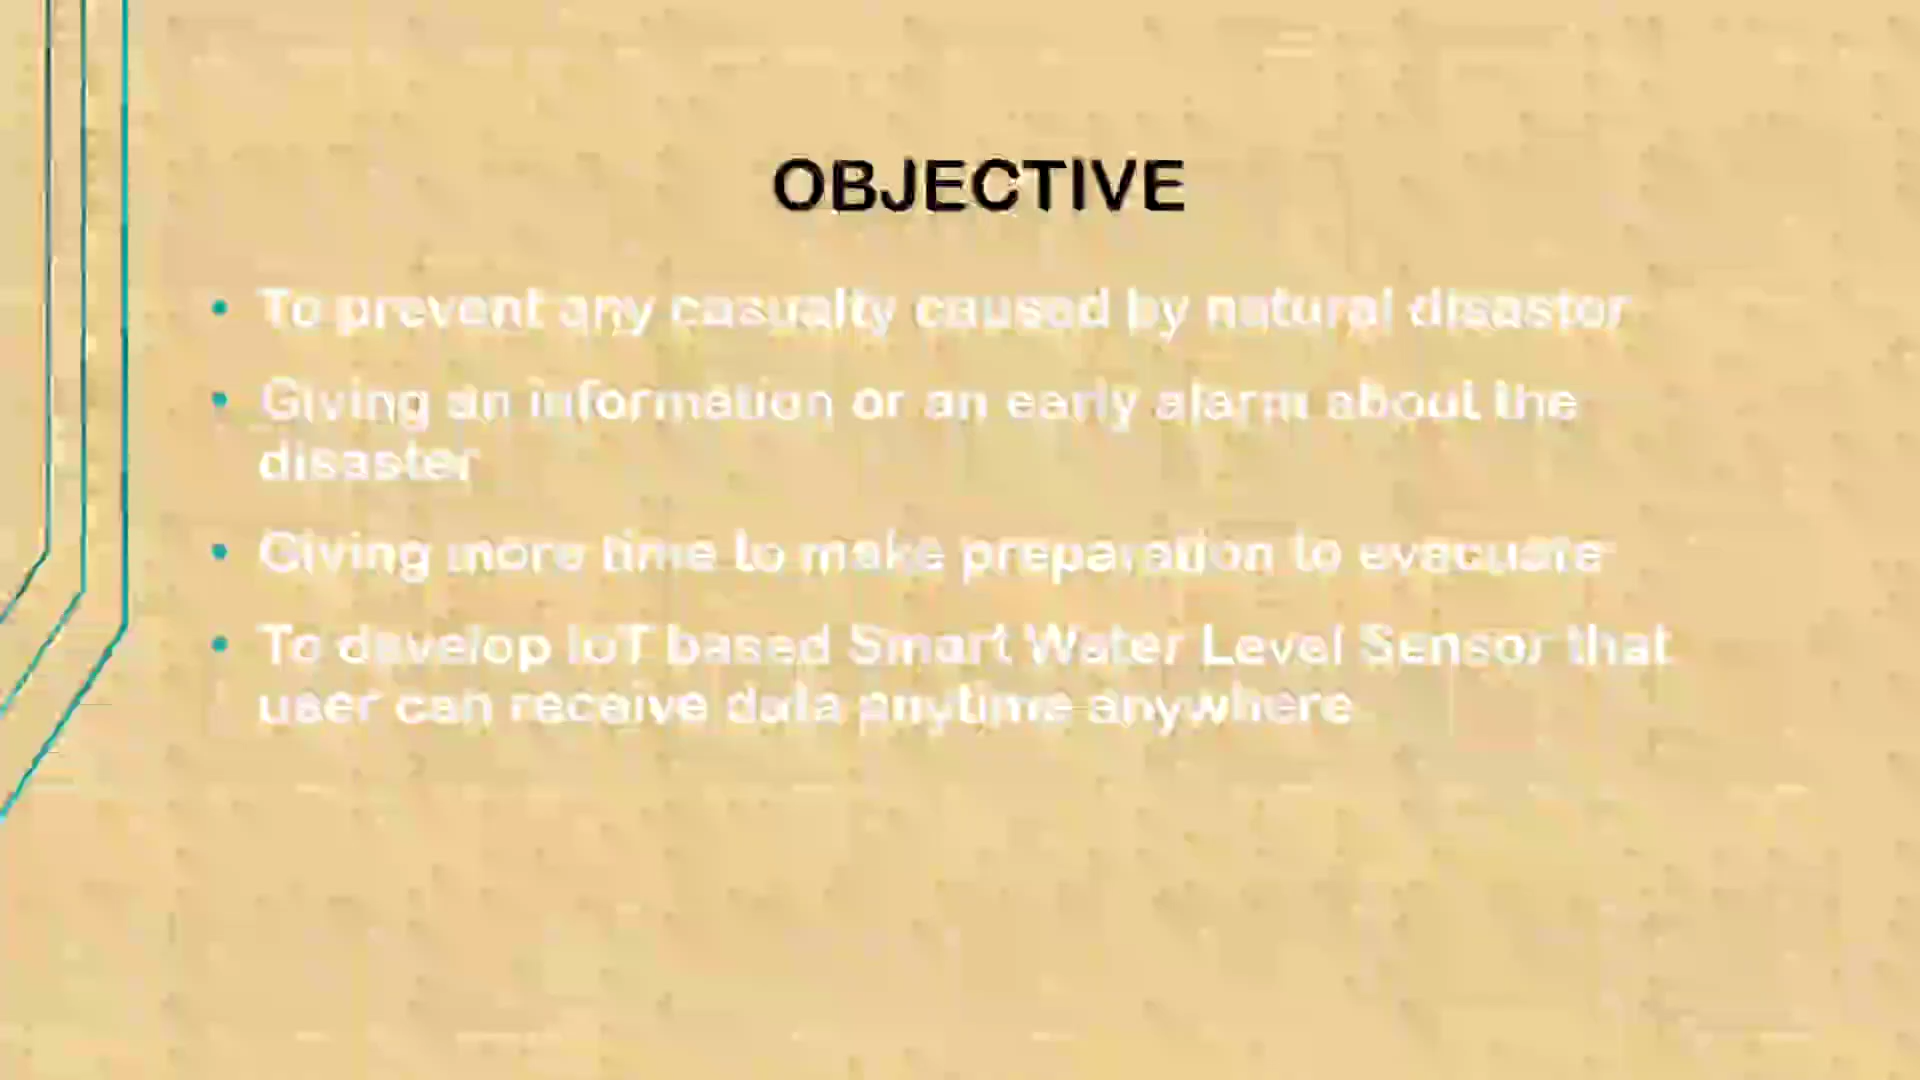 OBJECTIVE
• To prevent any casualty caused by natural disaster
• Giving an information or an early alarm about the
disaster
• Giving more time to make preparation to evacuate
• To develop IoT based Smart Water Level Sensor that
user can receive data anytime anywhere